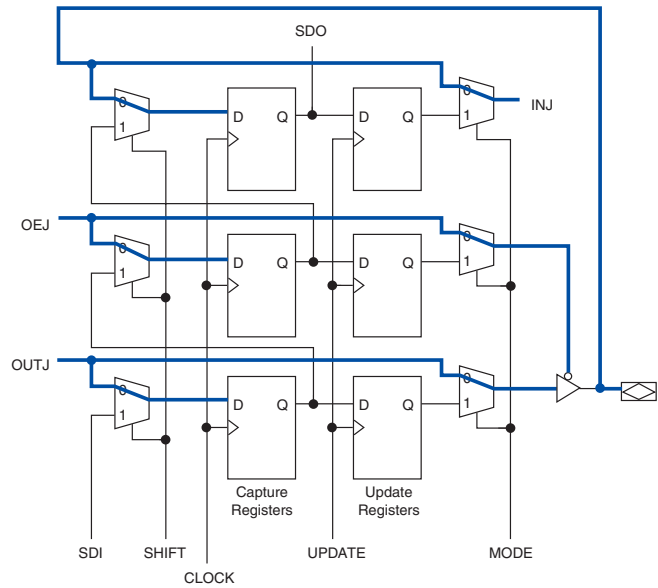 SDO
0
1
D Q
D Q
0
1
INJ
OEJ
0
1
D Q
D Q
0
1
OUTJ
0
1
D Q
D Q
0
1
Capture
Registers
Update
Registers
SDI
SHIFT
CLOCK
UPDATE
MODE